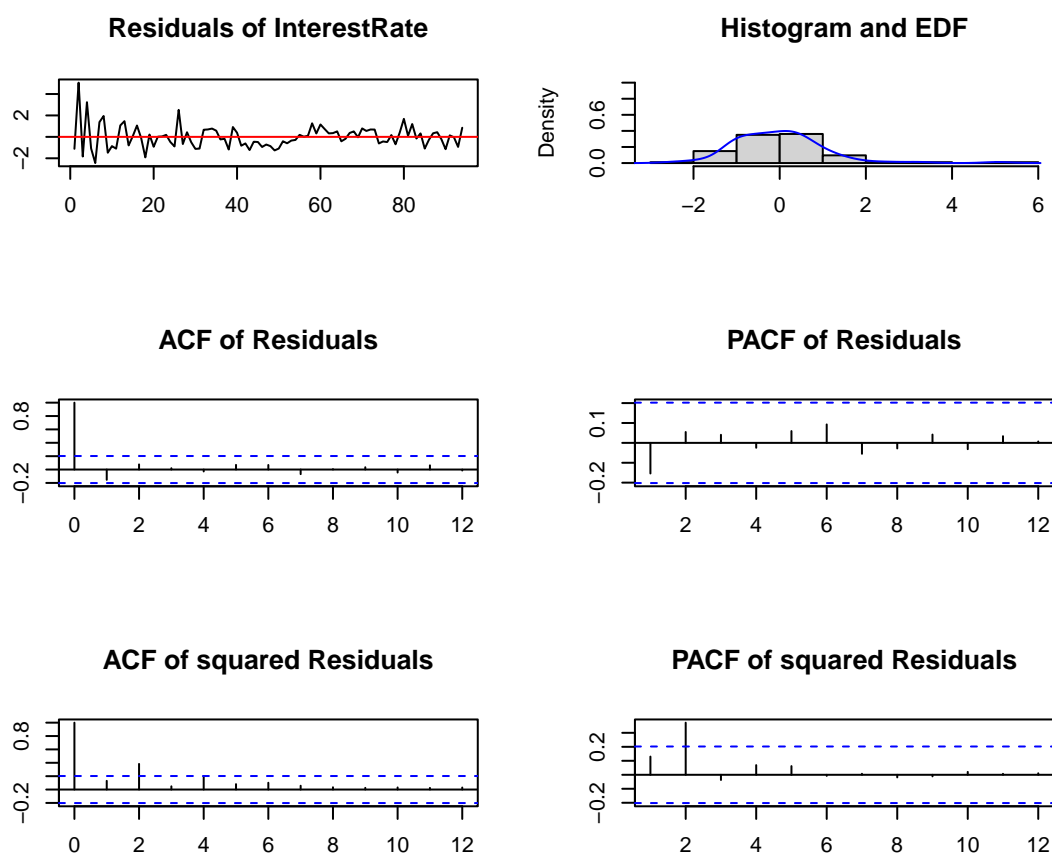 Residuals of InterestRate
−2 2
0 20 40 60 80
Histogram and EDF
Density
0.0 0.6
−2 0 2 4 6
ACF of Residuals
−0.2 0.8
0 2 4 6 8 10 12
PACF of Residuals
−0.2 0.1
2 4 6 8 10 12
ACF of squared Residuals
−0.2 0.8
0 2 4 6 8 10 12
PACF of squared Residuals
−0.2 0.2
2 4 6 8 10 12